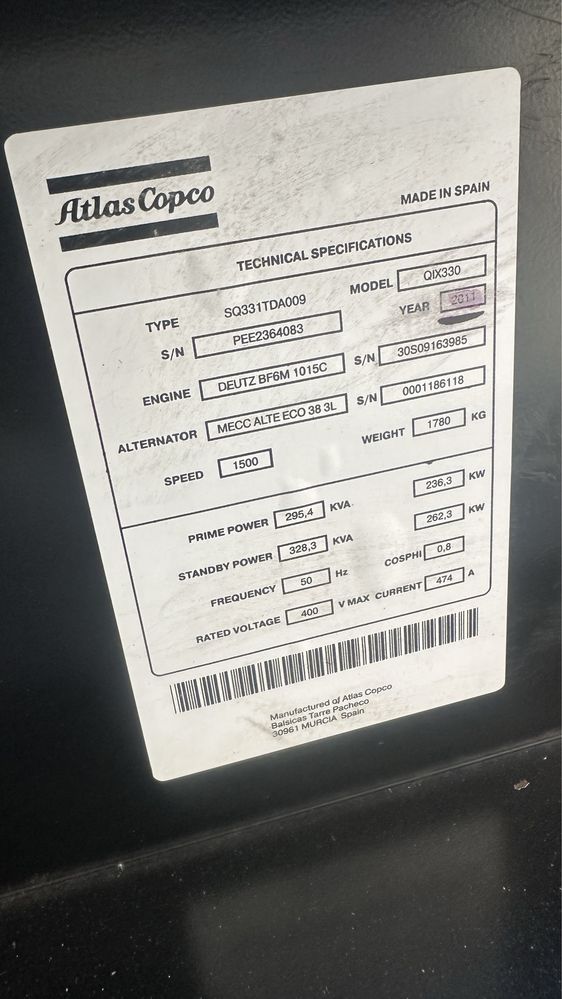 Atlas Copco
MADE IN SPAIN
TECHNICAL SPECIFICATIONS
TYPE SQ331TDA009 MODEL QIX330
S/N PEE2364083 YEAR 2011
ENGINE DEUTZ BF6M 1015C S/N 30S09163985
ALTERNATOR MECC ALTE ECO 38 3L S/N 0001186118
SPEED 1500 WEIGHT 1780 KG
PRIME POWER 295,4 KVA 236,3 KW
STANDBY POWER 328,3 KVA 262,3 KW
FREQUENCY 50 Hz COSPHI 0,8
RATED VOLTAGE 400 V MAX CURRENT 474 A
Manufactured of Atlas Copco
Balsicas Tarre Pacheco
30961 MURCIA Spain